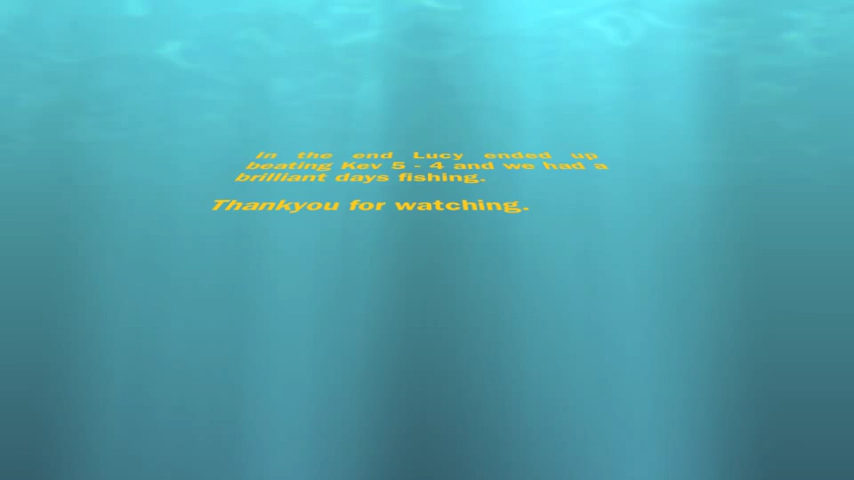 In the end Lucy ended up
beating Kev 5 - 4 and we had a
brilliant days fishing.
Thankyou for watching.